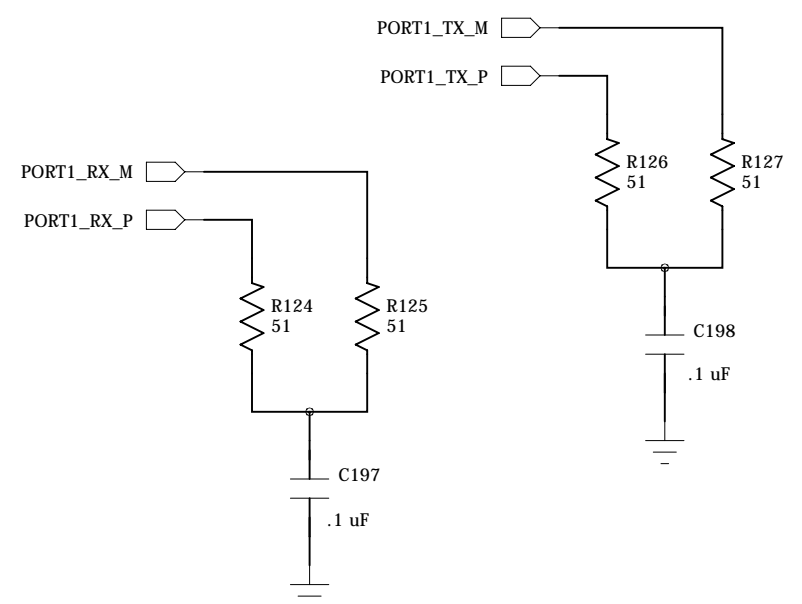 PORT1_TX_M
PORT1_TX_P
R126
51
R127
51
PORT1_RX_M
PORT1_RX_P
R124
51
R125
51
C198
.1 uF
C197
.1 uF